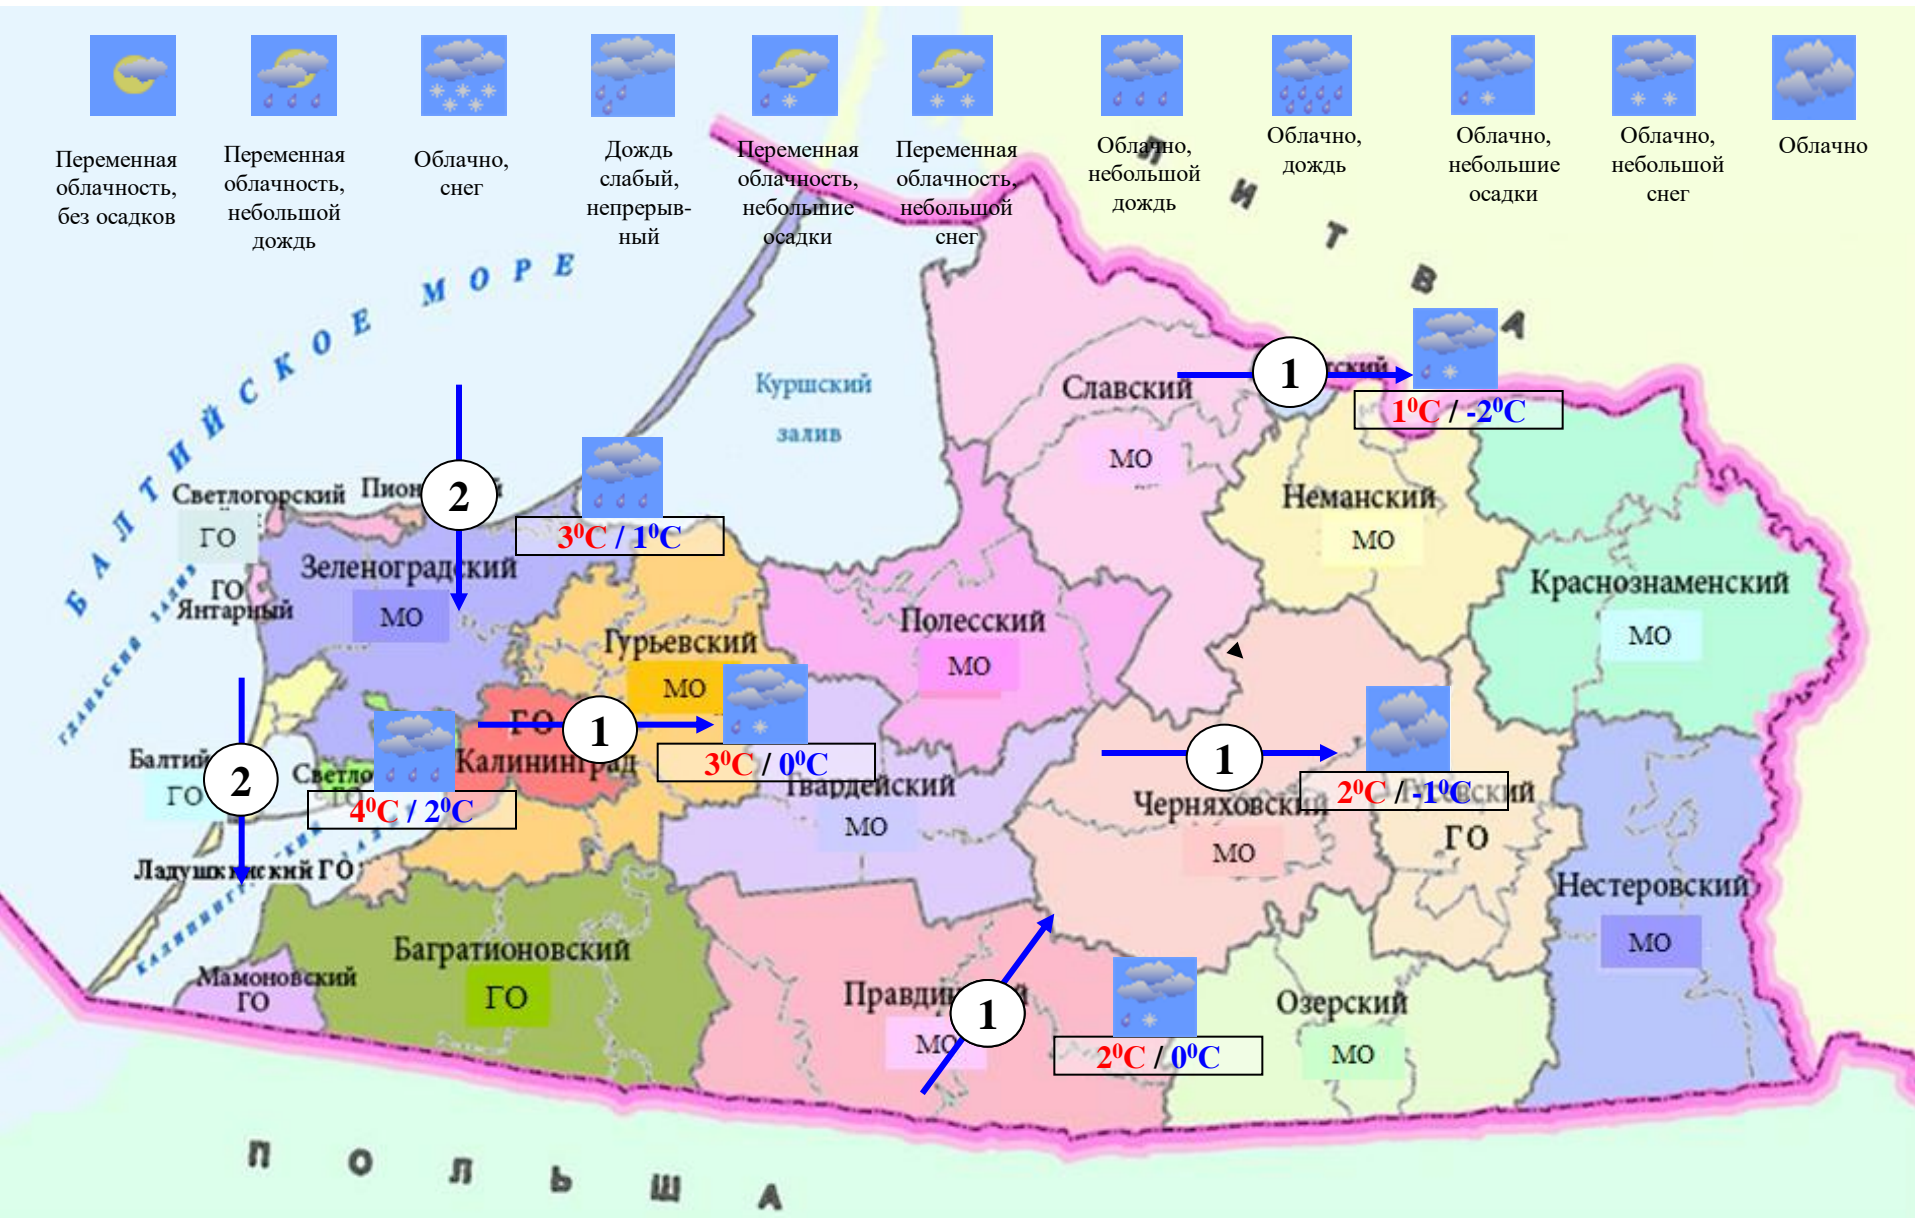 Переменная
облачность,
без осадков
Переменная
облачность,
небольшой
дождь
Облачно,
снег
Дождь
слабый,
непрерыв-
ный
Переменная
облачность,
небольшие
осадки
Переменная
облачность,
небольшой
снег
Облачно,
небольшой
дождь
Облачно,
дождь
Облачно,
небольшие
осадки
Облачно,
небольшой
снег
Облачно
ЛИТВА
БАЛТИЙСКОЕ МОРЕ
Куршский
залив
Славский
МО
1
1⁰C / -2⁰C
2
3⁰C / 1⁰C
Светлогорский
ГО
Неманский
МО
Зеленоградский
МО
ГО
Янтарный
Краснознаменский
МО
Полесский
МО
Гурьевский
МО
ГО
Калининград
1
3⁰C / 0⁰C
Гвардейский
МО
2
ГО
4⁰C / 2⁰C
1
2⁰C / -1⁰C
Черняховский
МО
ГО
Ладушкинский ГО
Нестеровский
МО
Багратионовский
ГО
Мамоновский
ГО
МО
1
2⁰C / 0⁰C
Озерский
МО
ПОЛЬША